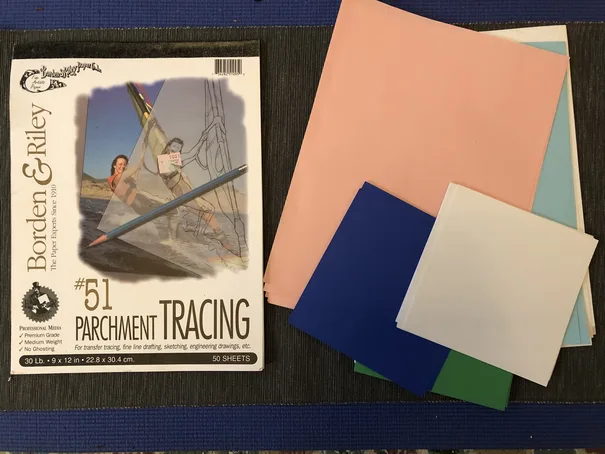 Borden & Riley
The Paper Experts Since 1910
#51
PARCHMENT TRACING
For transfer tracing, fine line drafting, sketching, engineering drawings, etc.
PROFESSIONAL MEDIA
✓ Premium Grade
✓ Medium Weight
✓ No Ghosting
30 Lb. • 9 x 12 in • 22.8 x 30.4 cm.
50 SHEETS